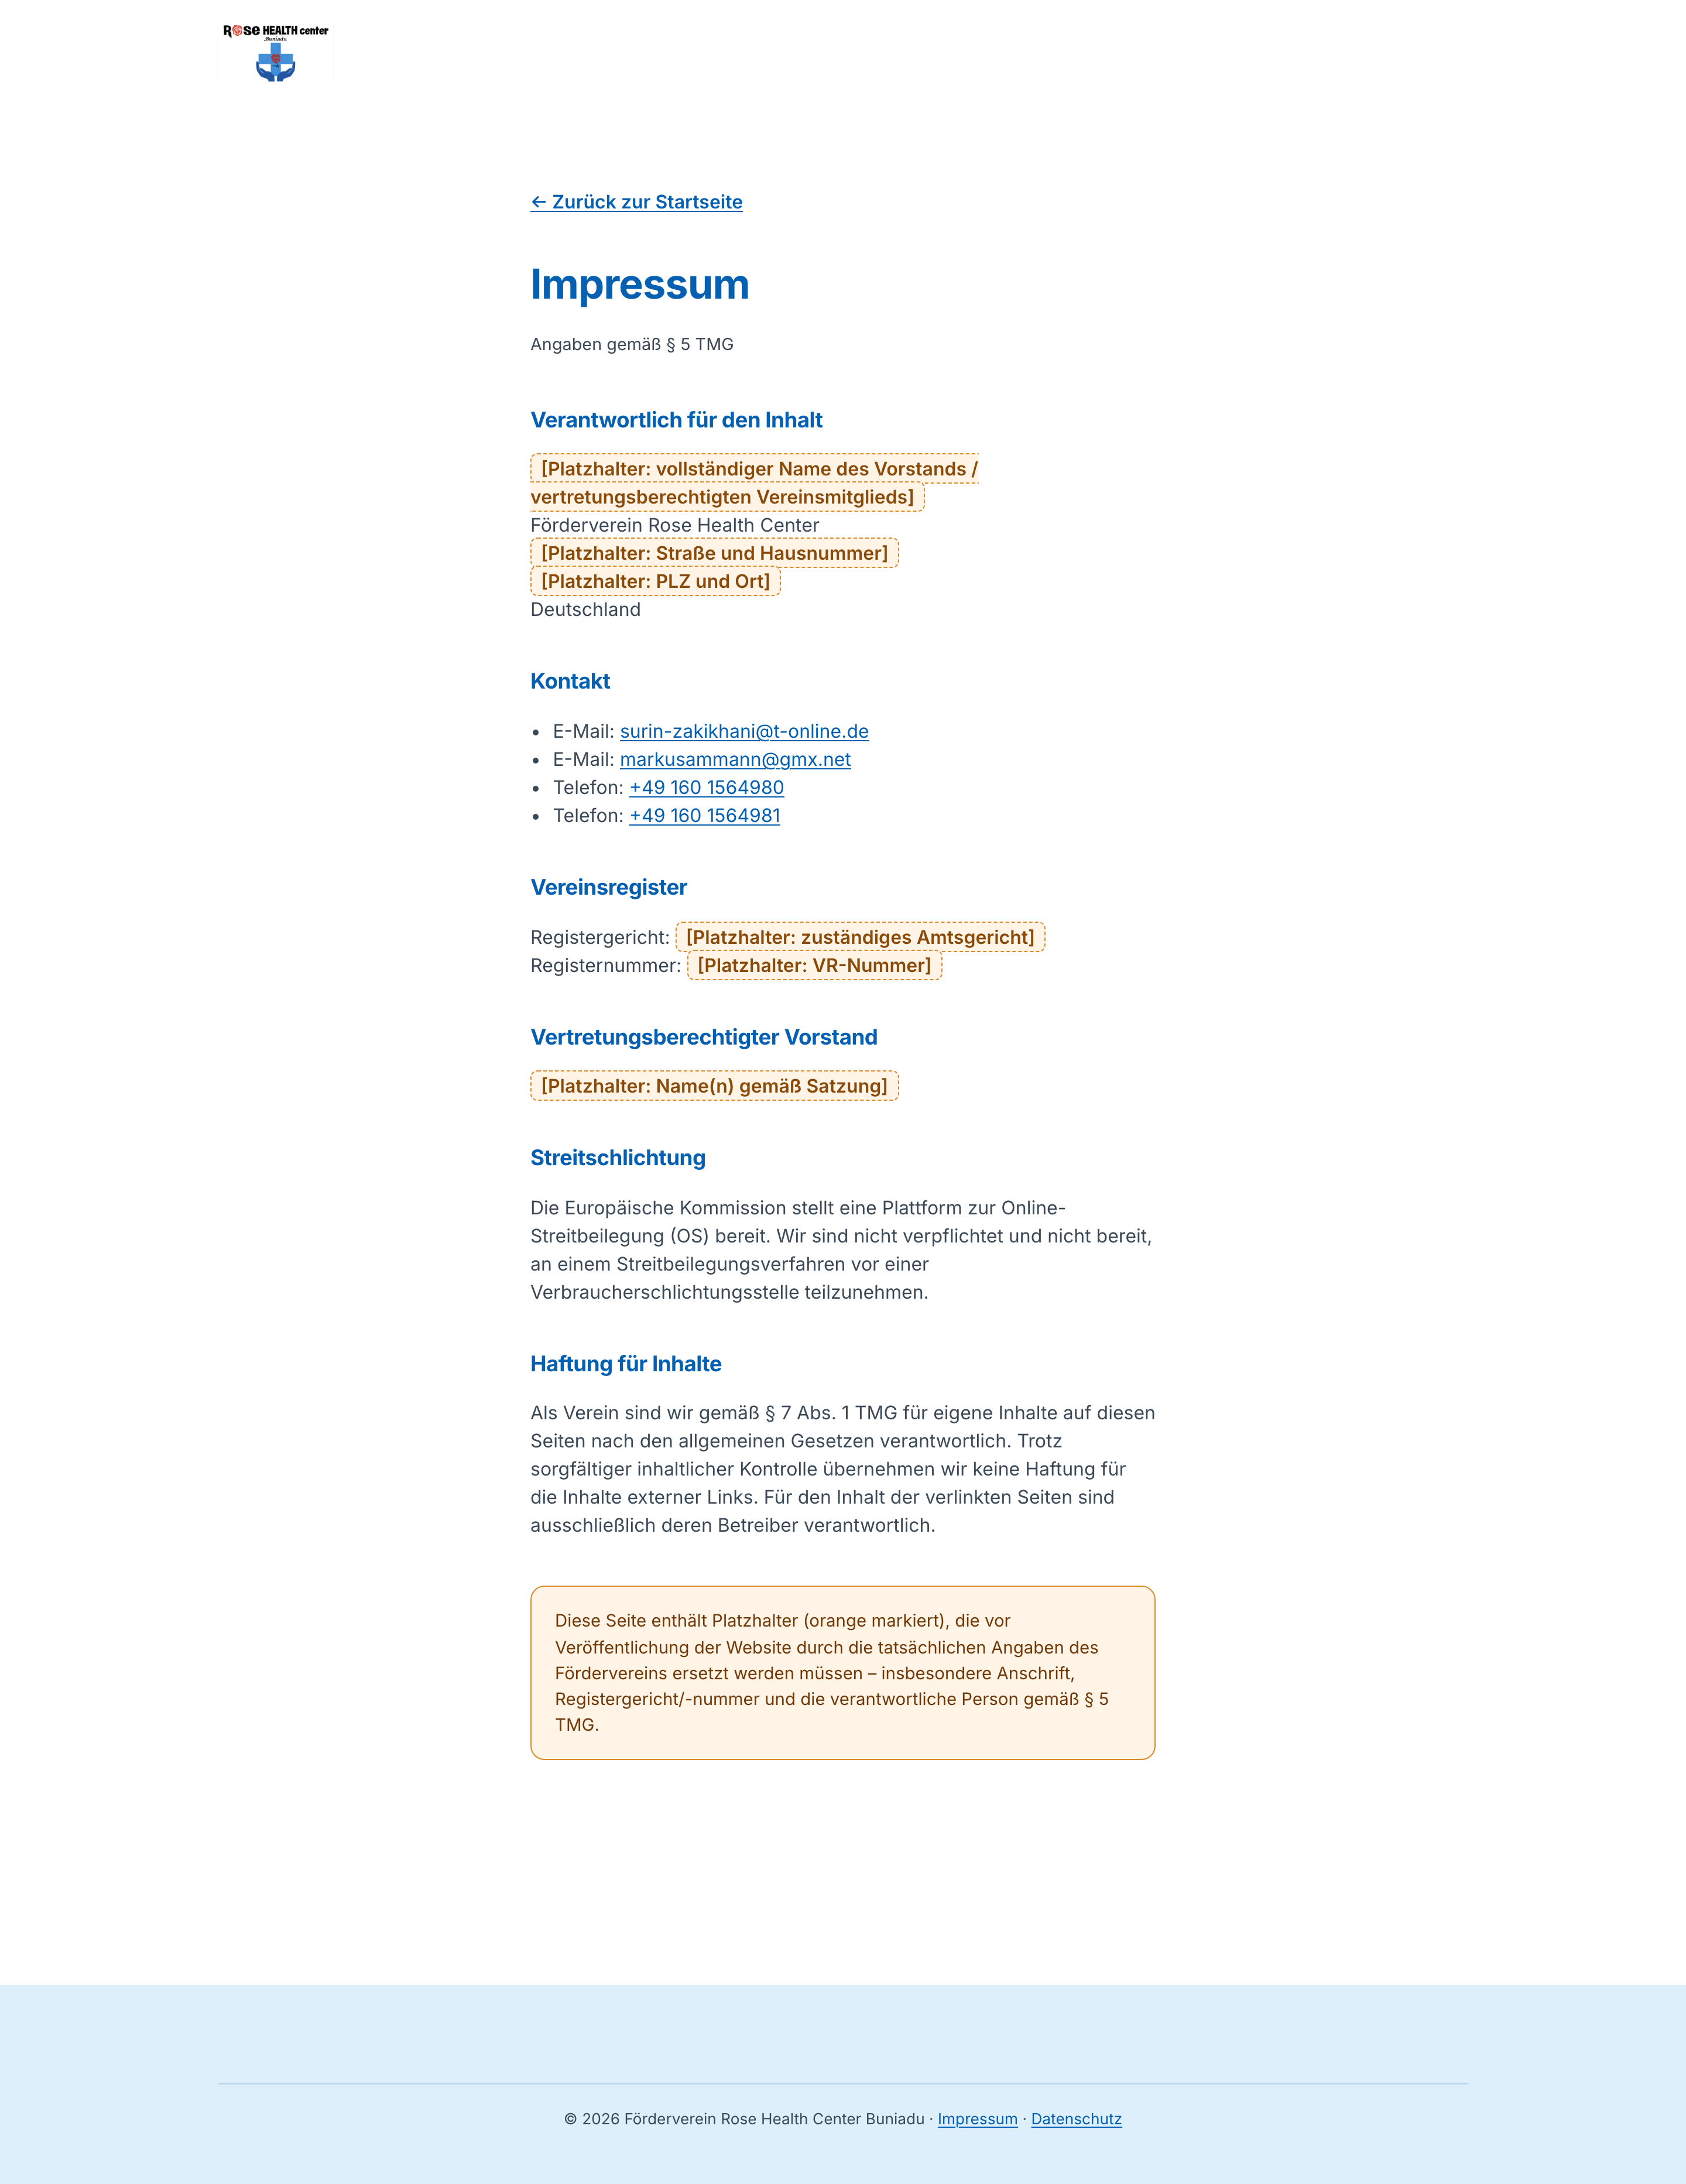 Rose HEALTH center
Buniadu
← Zurück zur Startseite
Impressum
Angaben gemäß § 5 TMG
Verantwortlich für den Inhalt
[Platzhalter: vollständiger Name des Vorstands /
vertretungsberechtigten Vereinsmitglieds]
Förderverein Rose Health Center
[Platzhalter: Straße und Hausnummer]
[Platzhalter: PLZ und Ort]
Deutschland
Kontakt
• E-Mail: surin-zakikhani@t-online.de
• E-Mail: markusammann@gmx.net
• Telefon: +49 160 1564980
• Telefon: +49 160 1564981
Vereinsregister
Registergericht: [Platzhalter: zuständiges Amtsgericht]
Registernummer: [Platzhalter: VR-Nummer]
Vertretungsberechtigter Vorstand
[Platzhalter: Name(n) gemäß Satzung]
Streitschlichtung
Die Europäische Kommission stellt eine Plattform zur Online-
Streitbeilegung (OS) bereit. Wir sind nicht verpflichtet und nicht bereit,
an einem Streitbeilegungsverfahren vor einer
Verbraucherschlichtungsstelle teilzunehmen.
Haftung für Inhalte
Als Verein sind wir gemäß § 7 Abs. 1 TMG für eigene Inhalte auf diesen
Seiten nach den allgemeinen Gesetzen verantwortlich. Trotz
sorgfältiger inhaltlicher Kontrolle übernehmen wir keine Haftung für
die Inhalte externer Links. Für den Inhalt der verlinkten Seiten sind
ausschließlich deren Betreiber verantwortlich.
Diese Seite enthält Platzhalter (orange markiert), die vor
Veröffentlichung der Website durch die tatsächlichen Angaben des
Fördervereins ersetzt werden müssen – insbesondere Anschrift,
Registergericht/-nummer und die verantwortliche Person gemäß § 5
TMG.
© 2026 Förderverein Rose Health Center Buniadu · Impressum · Datenschutz